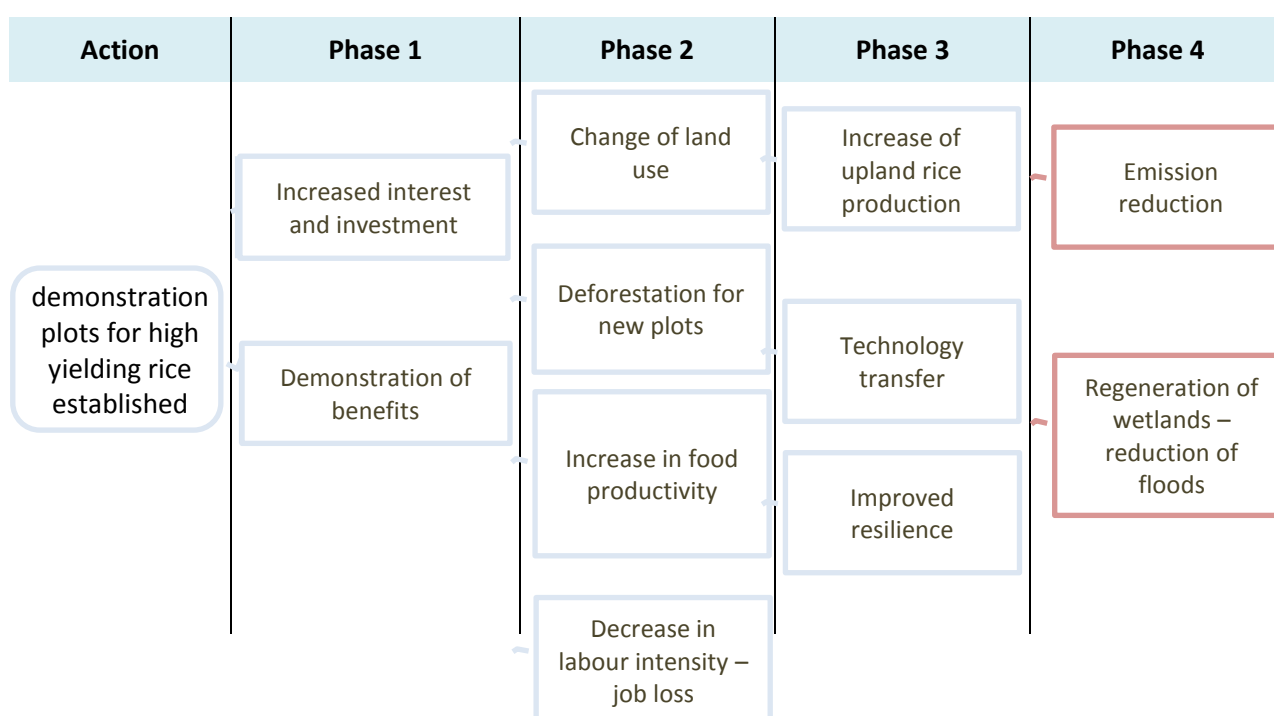 Action
Phase 1
Phase 2
Phase 3
Phase 4
demonstration
plots for high
yielding rice
established
Increased interest
and investment
Demonstration of
benefits
Change of land
use
Deforestation for
new plots
Increase in food
productivity
Decrease in
labour intensity –
job loss
Increase of
upland rice
production
Technology
transfer
Improved
resilience
Emission
reduction
Regeneration of
wetlands –
reduction of
floods